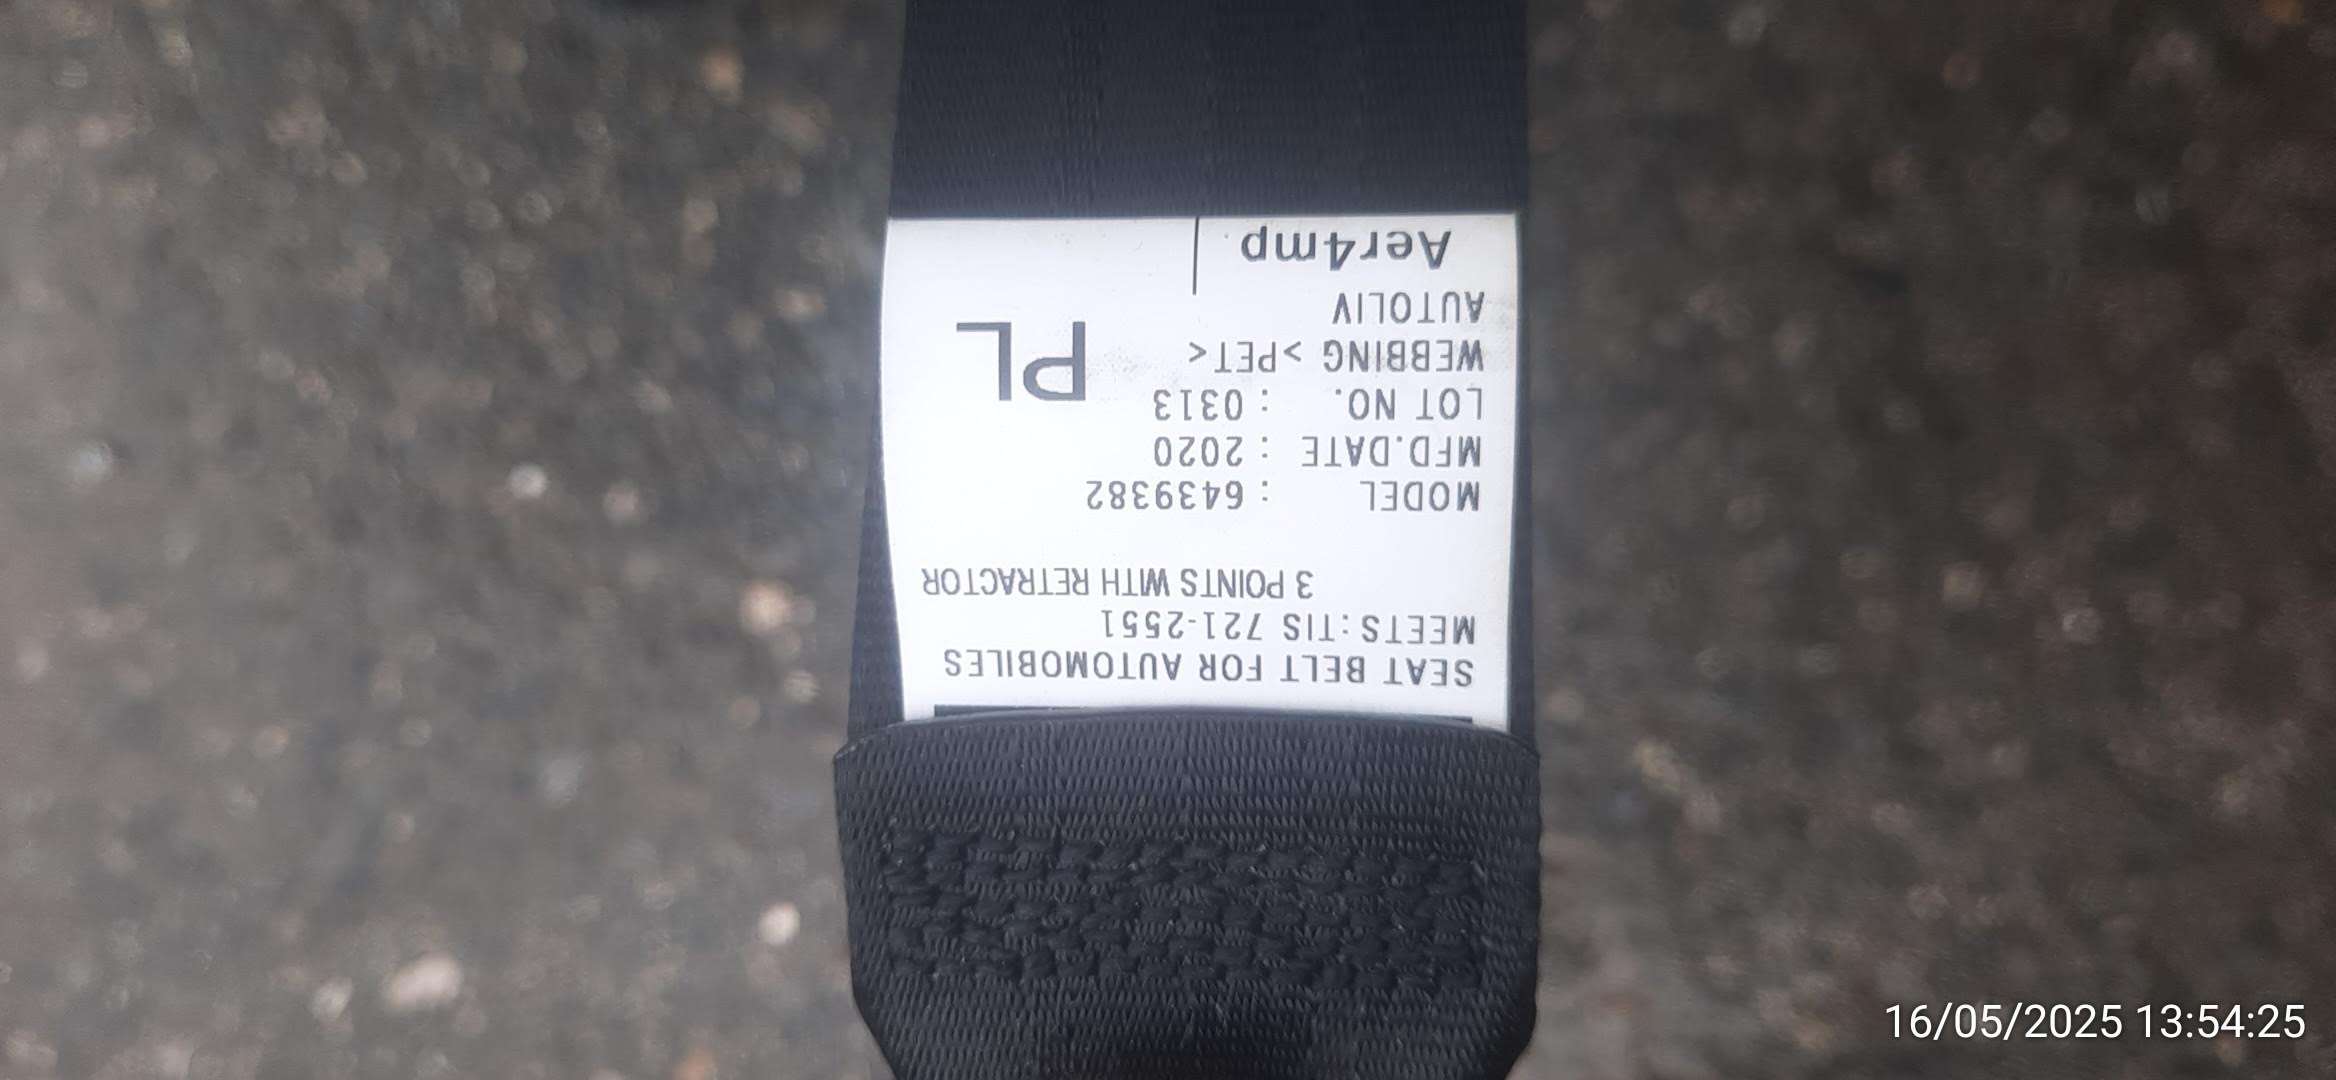 SEAT BELT FOR AUTOMOBILES
MEETS:TIS 721-2551
3 POINTS WITH RETRACTOR
MODEL : 6439382
MFD.DATE : 2020
LOT NO. : 0313
WEBBING >PET<
AUTOLIV
PL
Aer4mp
16/05/2025 13:54:25